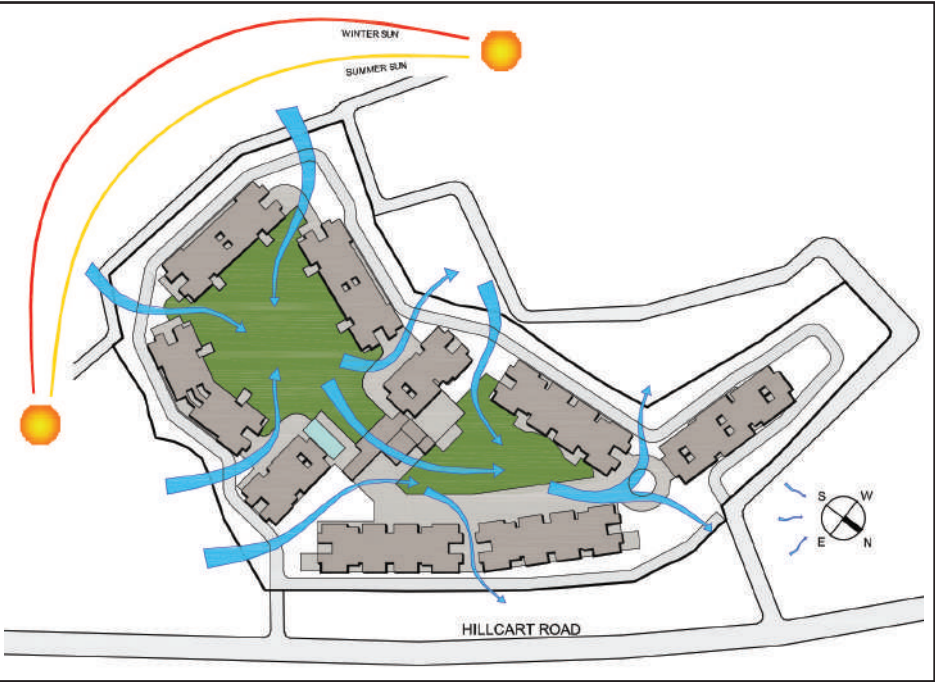 WINTER SUN
SUMMER SUN
S W
E N
HILLCART ROAD